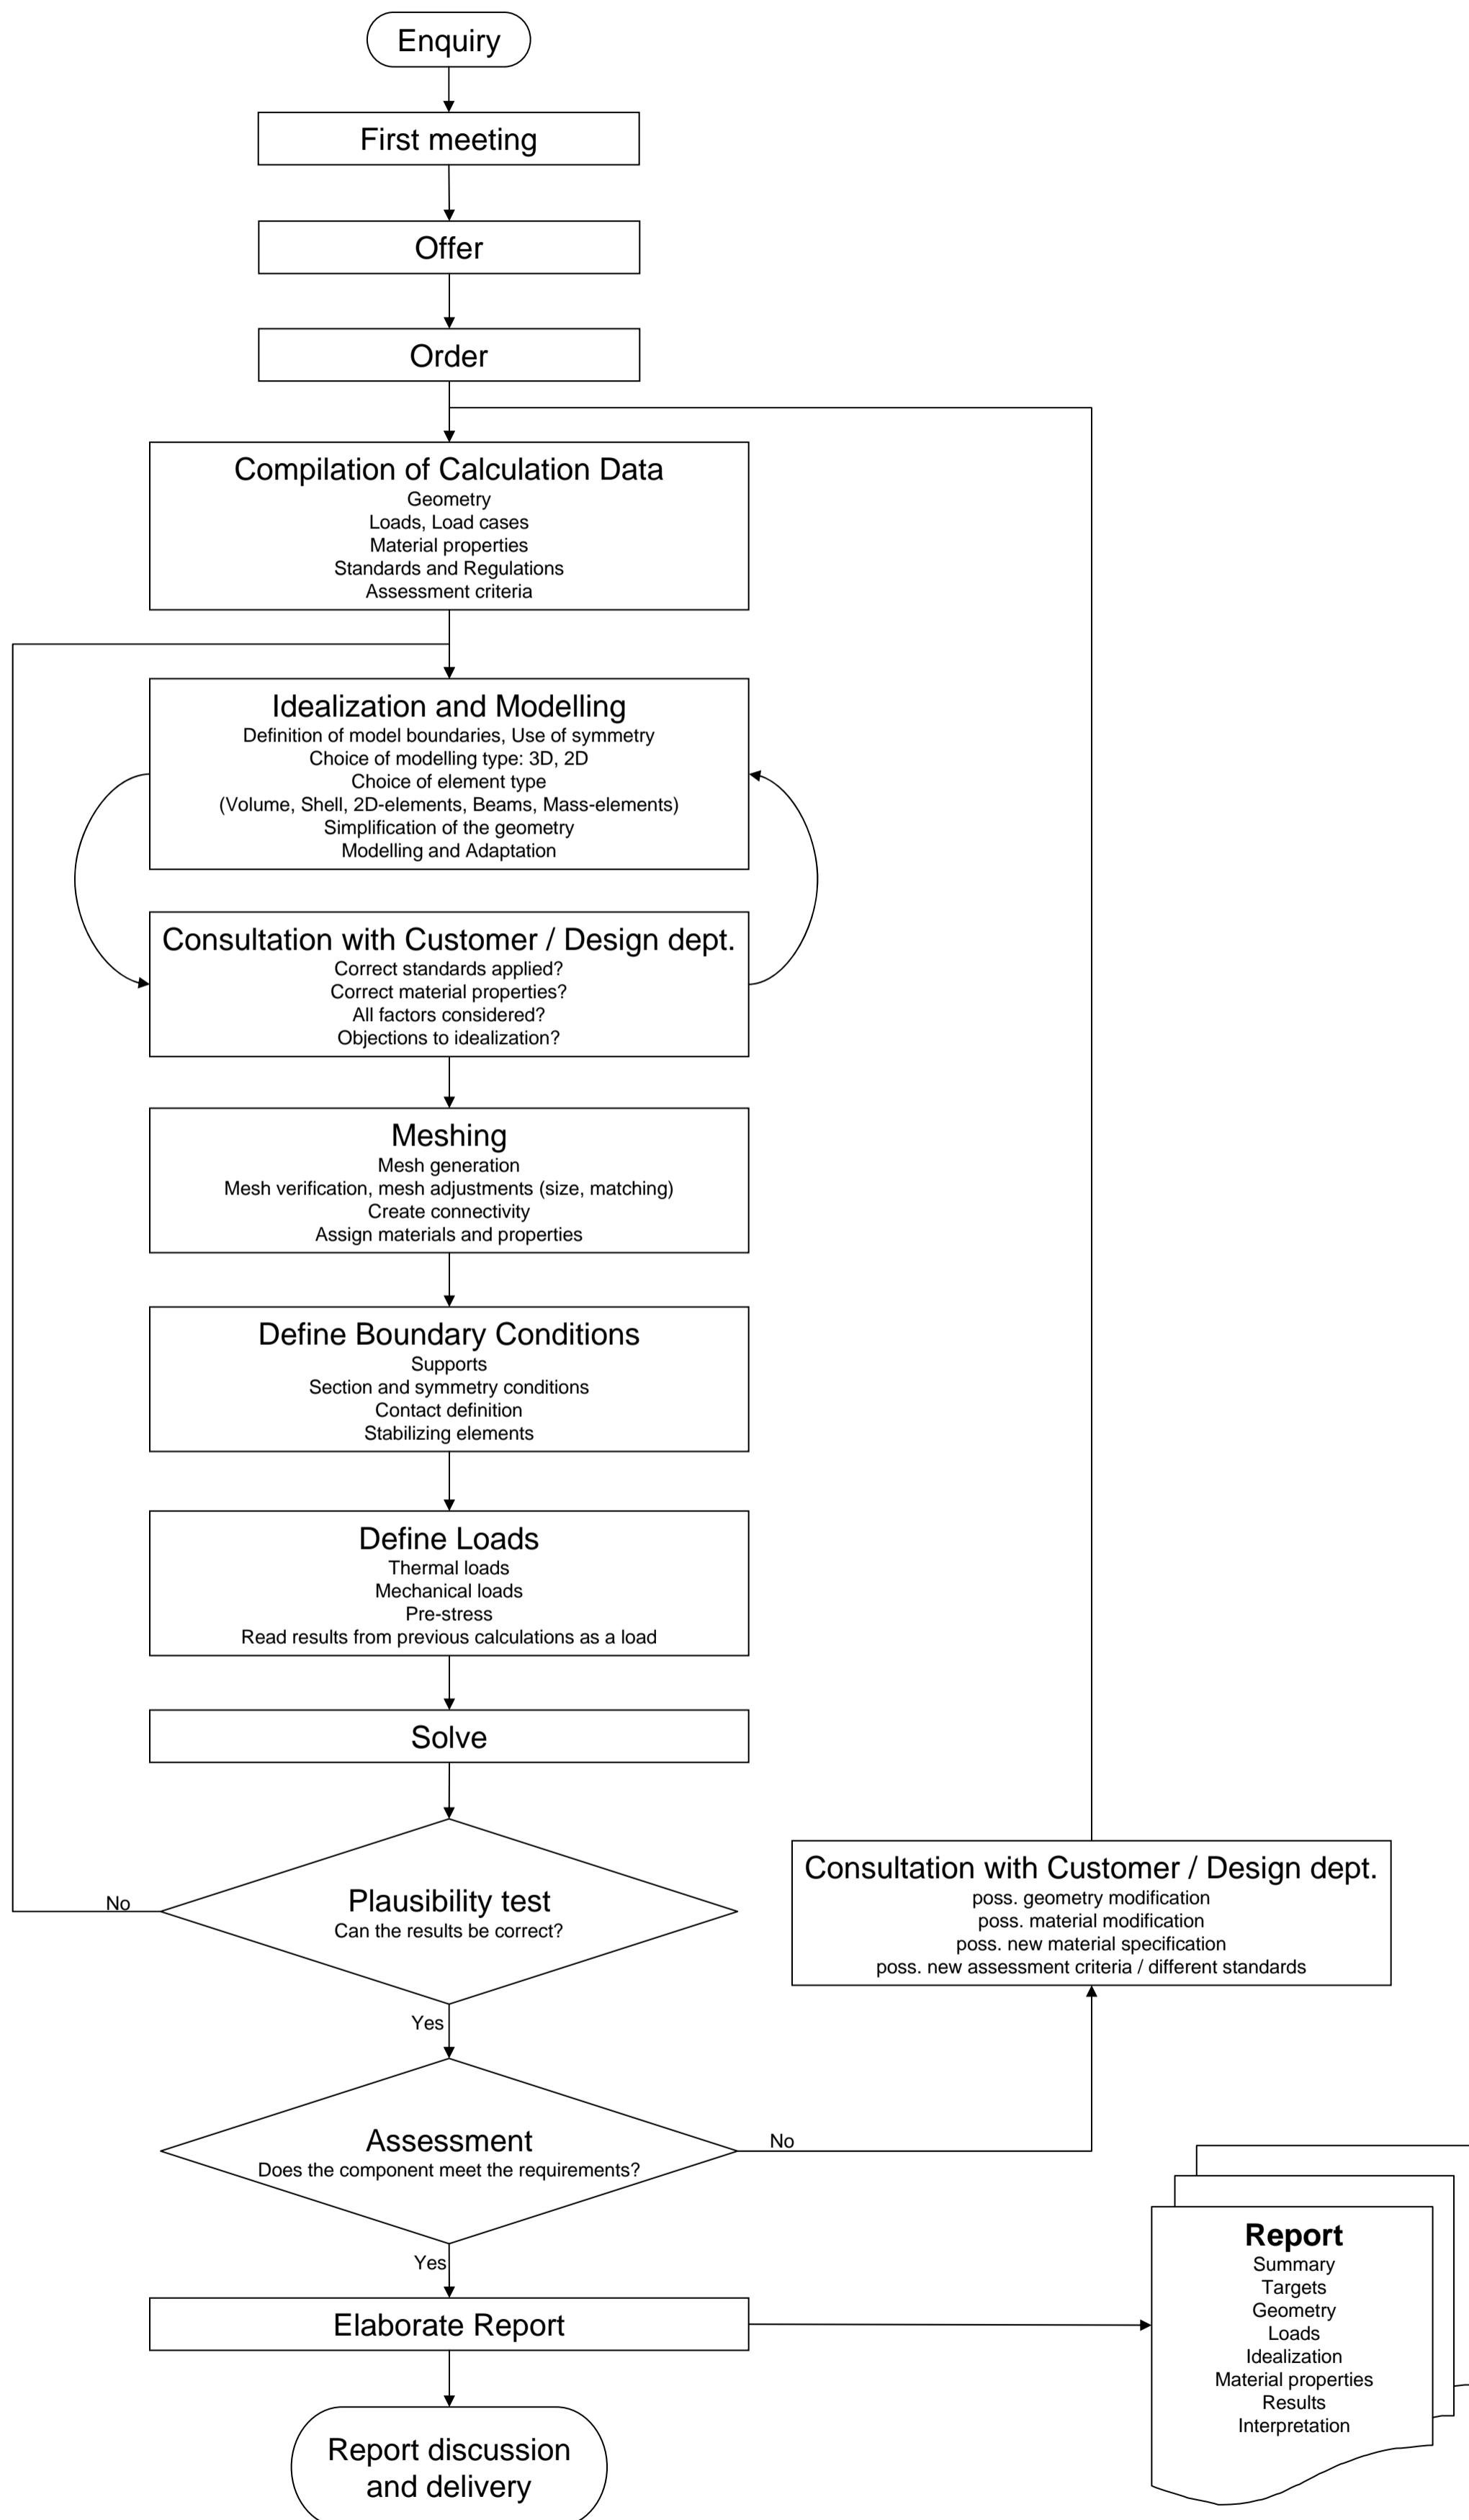 Enquiry
First meeting
Offer
Order
Compilation of Calculation Data
Geometry
Loads, Load cases
Material properties
Standards and Regulations
Assessment criteria
Idealization and Modelling
Definition of model boundaries, Use of symmetry
Choice of modelling type: 3D, 2D
Choice of element type
(Volume, Shell, 2D-elements, Beams, Mass-elements)
Simplification of the geometry
Modelling and Adaptation
Consultation with Customer / Design dept.
Correct standards applied?
Correct material properties?
All factors considered?
Objections to idealization?
Meshing
Mesh generation
Mesh verification, mesh adjustments (size, matching)
Create connectivity
Assign materials and properties
Define Boundary Conditions
Supports
Section and symmetry conditions
Contact definition
Stabilizing elements
Define Loads
Thermal loads
Mechanical loads
Pre-stress
Read results from previous calculations as a load
Solve
Plausibility test
Can the results be correct?
No
Yes
Consultation with Customer / Design dept.
poss. geometry modification
poss. material modification
poss. new material specification
poss. new assessment criteria / different standards
Assessment
Does the component meet the requirements?
No
Yes
Elaborate Report
Report
Summary
Targets
Geometry
Loads
Idealization
Material properties
Results
Interpretation
Report discussion
and delivery